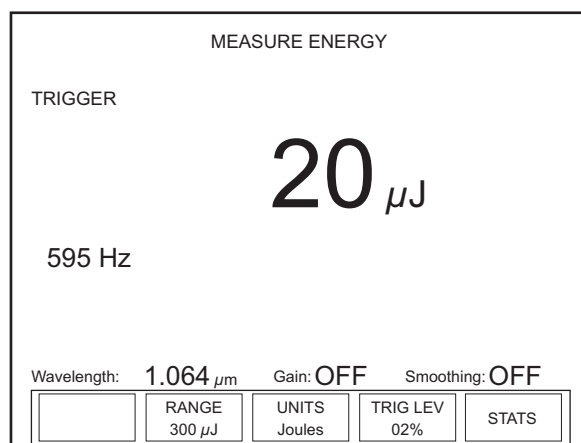 MEASURE ENERGY
TRIGGER
20 µJ
595 Hz
Wavelength: 1.064 µm Gain: OFF Smoothing: OFF
RANGE 300 µJ
UNITS Joules
TRIG LEV 02%
STATS